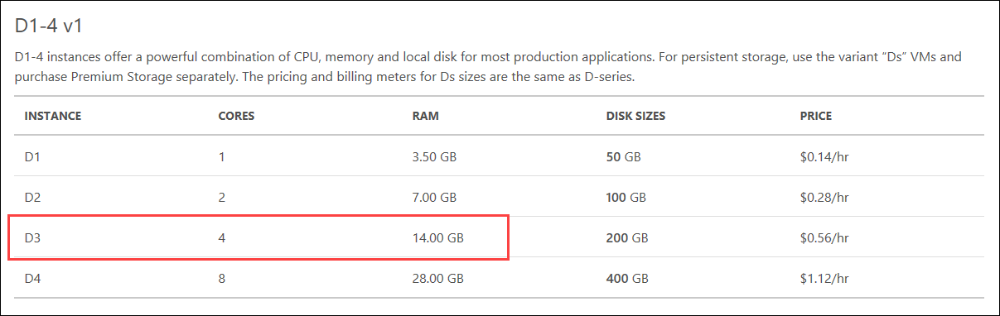 D1-4 v1
D1-4 instances offer a powerful combination of CPU, memory and local disk for most production applications. For persistent storage, use the variant “Ds” VMs and
purchase Premium Storage separately. The pricing and billing meters for Ds sizes are the same as D-series.
INSTANCE CORES RAM DISK SIZES PRICE
D1 1 3.50 GB 50 GB $0.14/hr
D2 2 7.00 GB 100 GB $0.28/hr
D3 4 14.00 GB 200 GB $0.56/hr
D4 8 28.00 GB 400 GB $1.12/hr